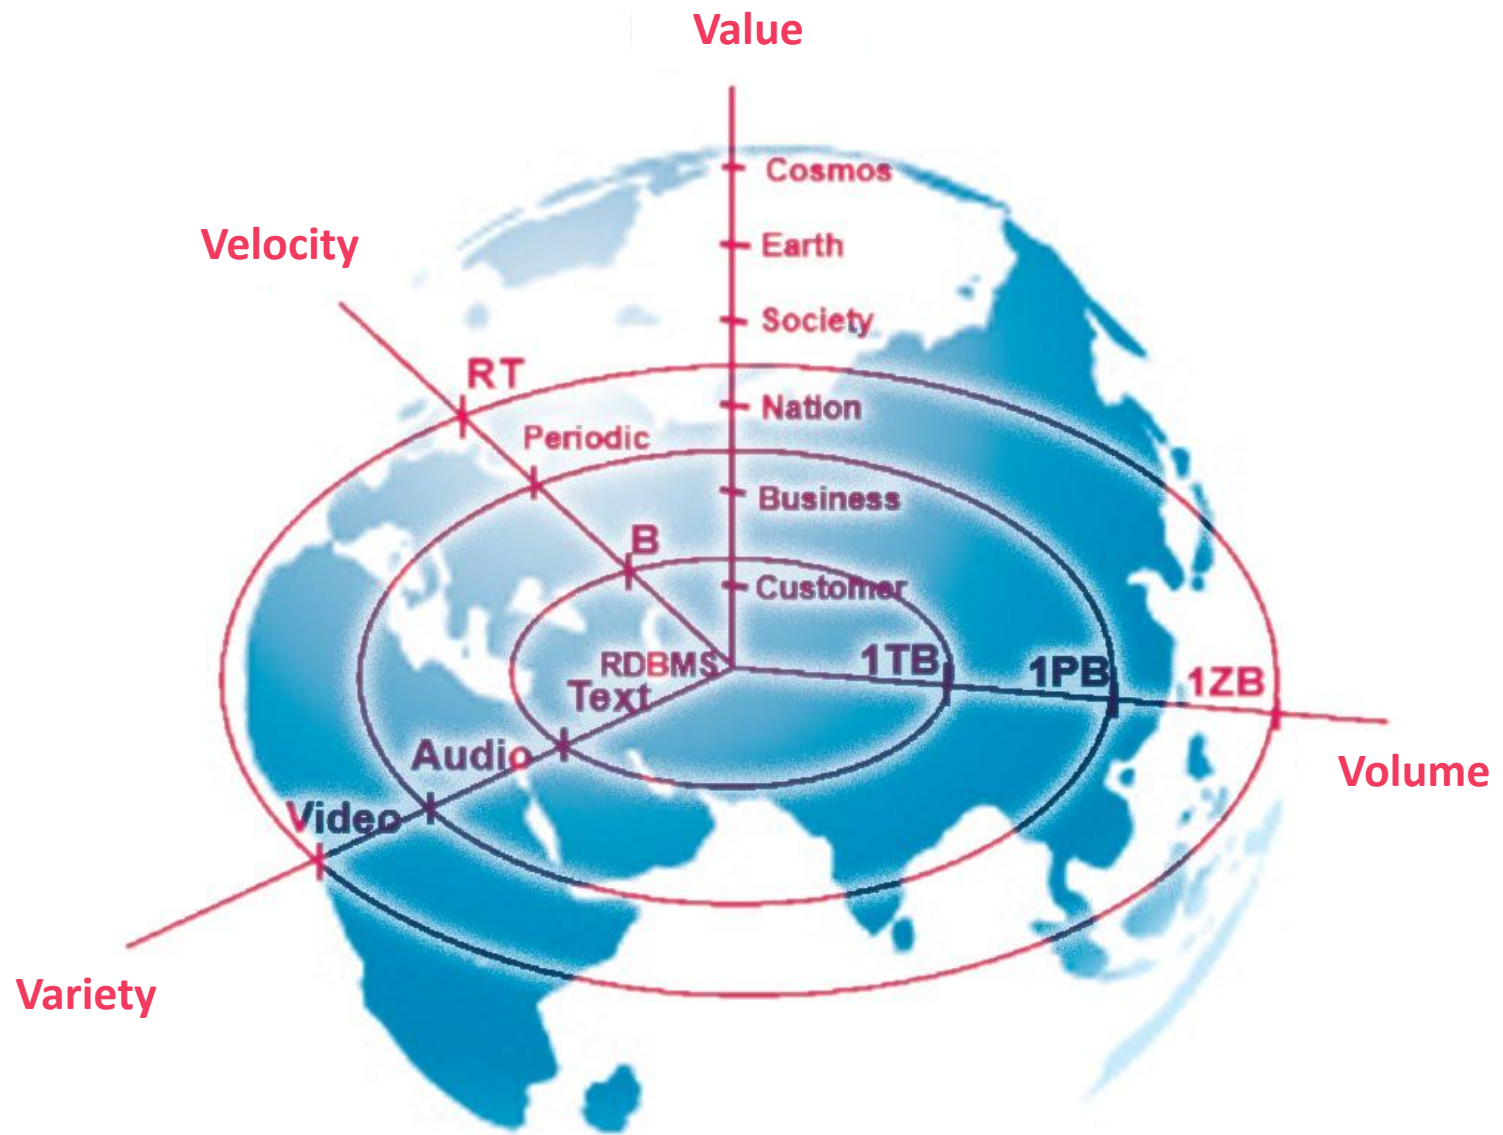 Value
Cosmos
Velocity
Earth
Society
RT
Nation
Periodic
Business
B
Customer
RDBMS
1TB
1PB
1ZB
Text
Audio
Volume
Video
Variety